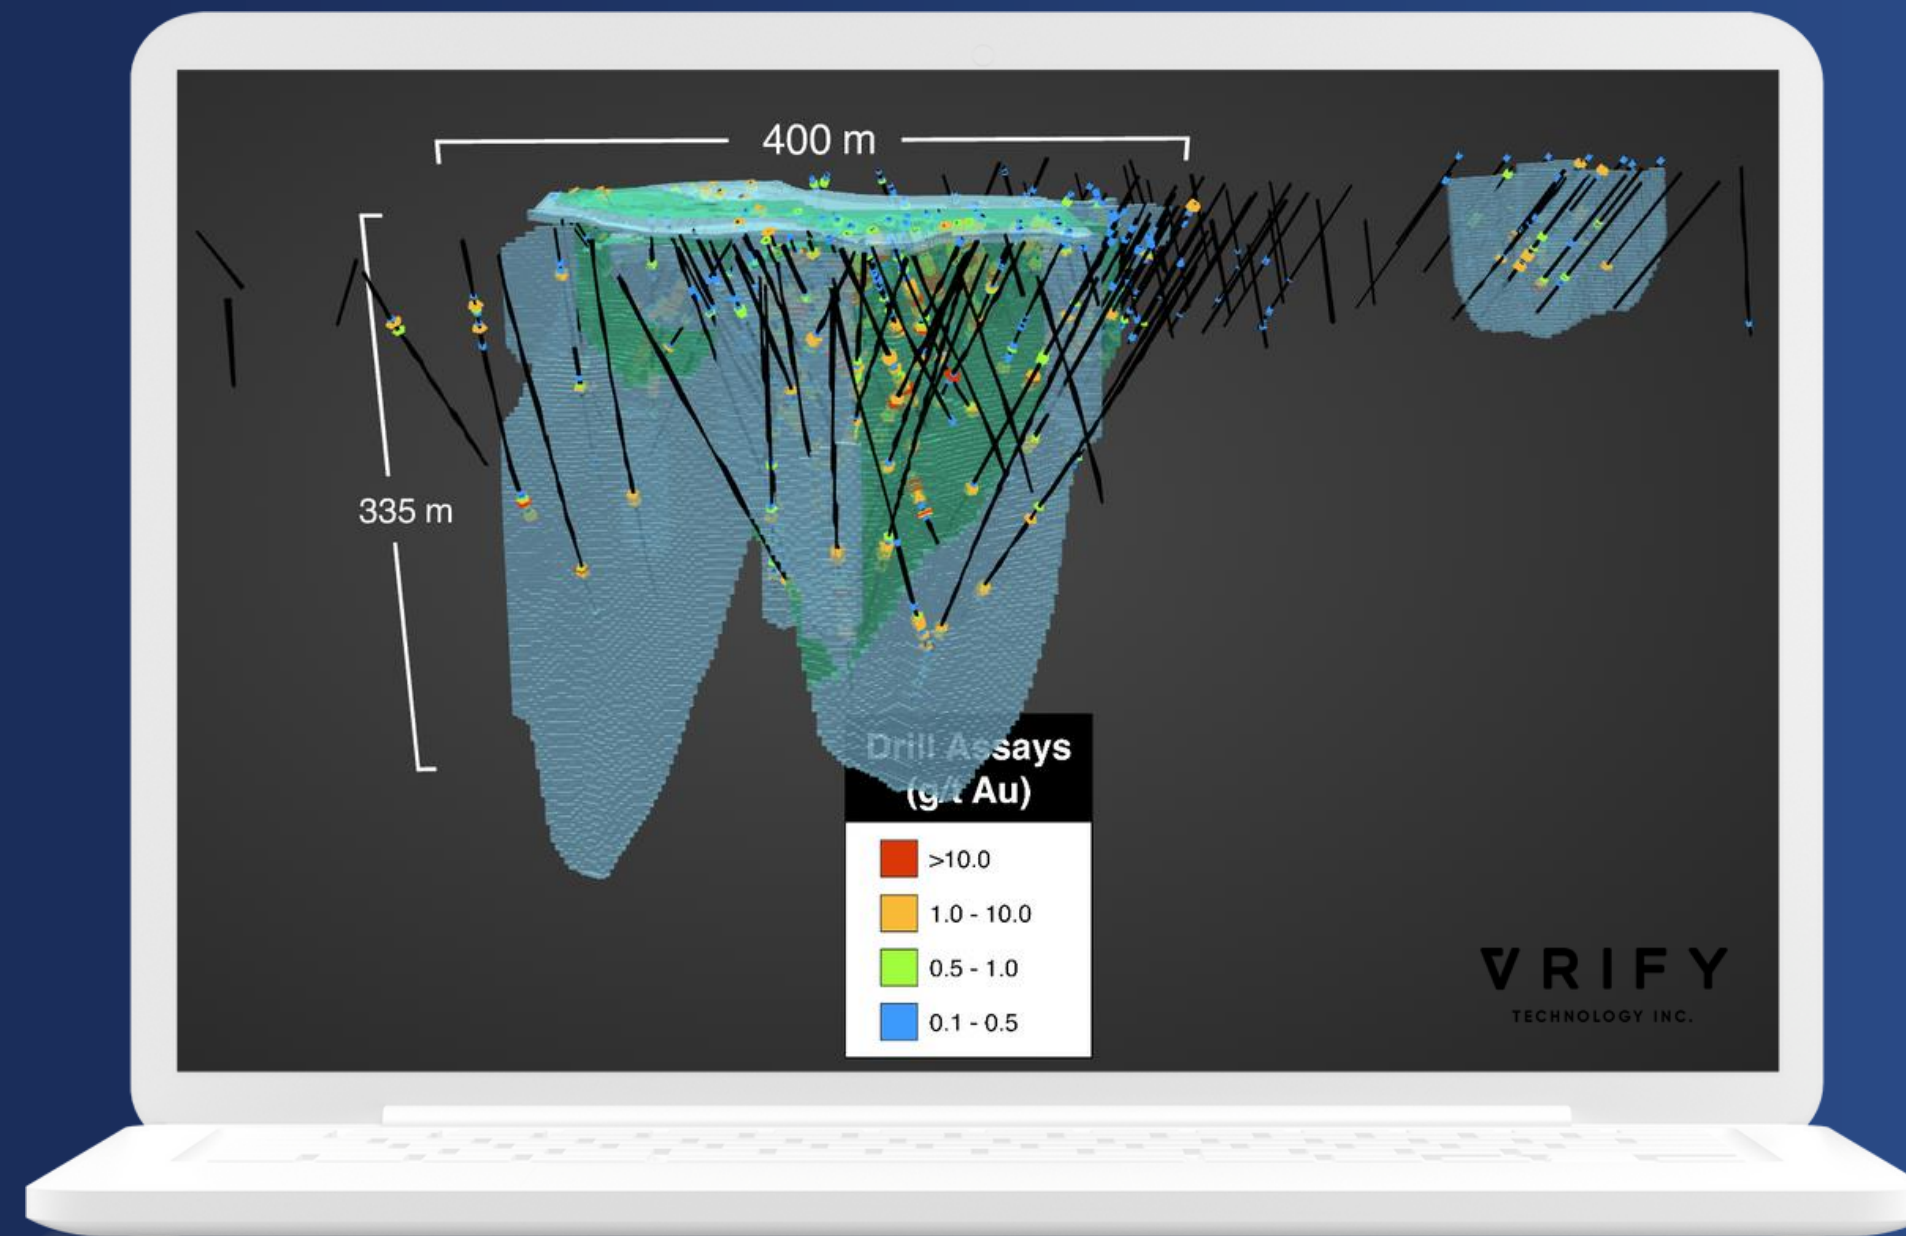 400 m
335 m
Drill Assays
(g/t Au)
>10.0
1.0 - 10.0
0.5 - 1.0
0.1 - 0.5
VRIFY
TECHNOLOGY INC.